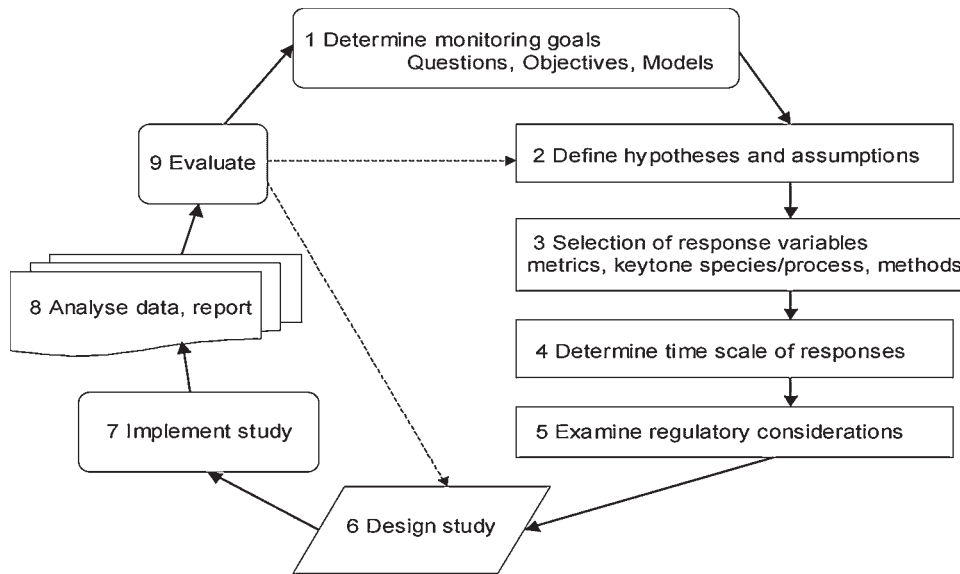 1 Determine monitoring goals
Questions, Objectives, Models
2 Define hypotheses and assumptions
3 Selection of response variables
metrics, keytone species/process, methods
4 Determine time scale of responses
5 Examine regulatory considerations
6 Design study
7 Implement study
8 Analyse data, report
9 Evaluate